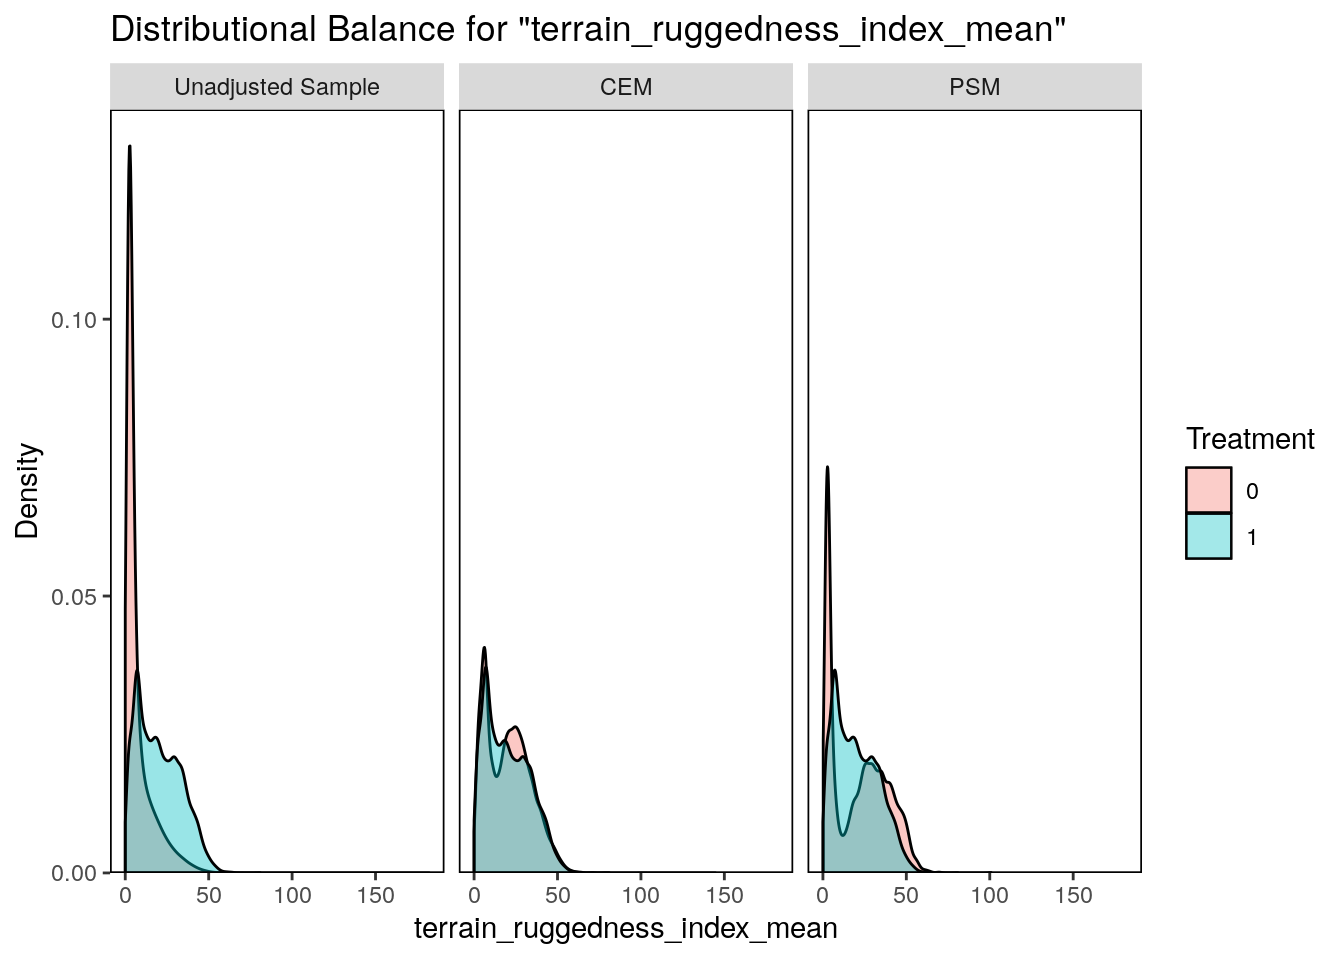 Distributional Balance for "terrain_ruggedness_index_mean"
Unadjusted Sample
CEM
PSM
0.10
0.05
0.00
Density
0 50 100 150
0 50 100 150
0 50 100 150
terrain_ruggedness_index_mean
Treatment
0
1